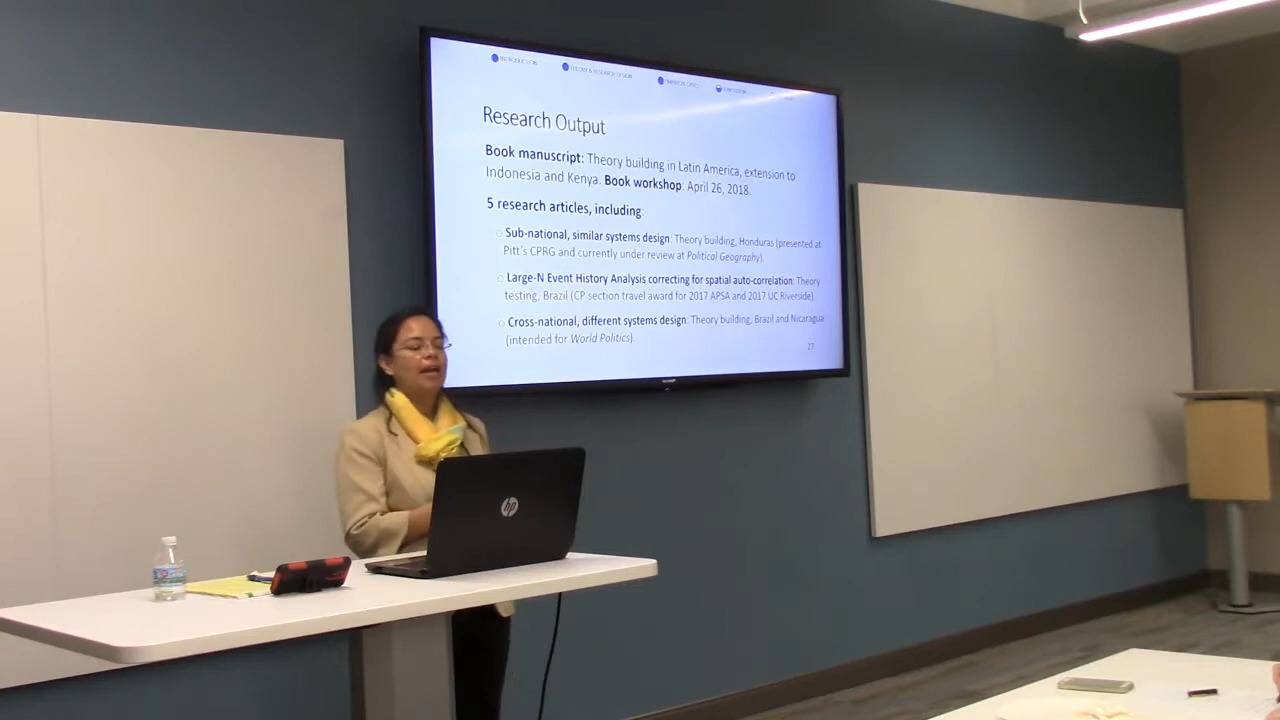 INTRODUCTION
THEORY & RESEARCH DESIGN
Research Output
Book manuscript: Theory building in Latin America, extension to
Indonesia and Kenya. Book workshop: April 26, 2018.
5 research articles, including:
Sub-national, similar systems design: Theory building, Honduras (presented at
Pitt's CPRG and currently under review at Political Geography).
Large-N Event History Analysis correcting for spatial auto-correlation: Theory
testing, Brazil (CP section travel award for 2017 APSA and 2017 UC Riverside).
Cross-national, different systems design: Theory building, Brazil and Nicaragua
(intended for World Politics).
27
hp